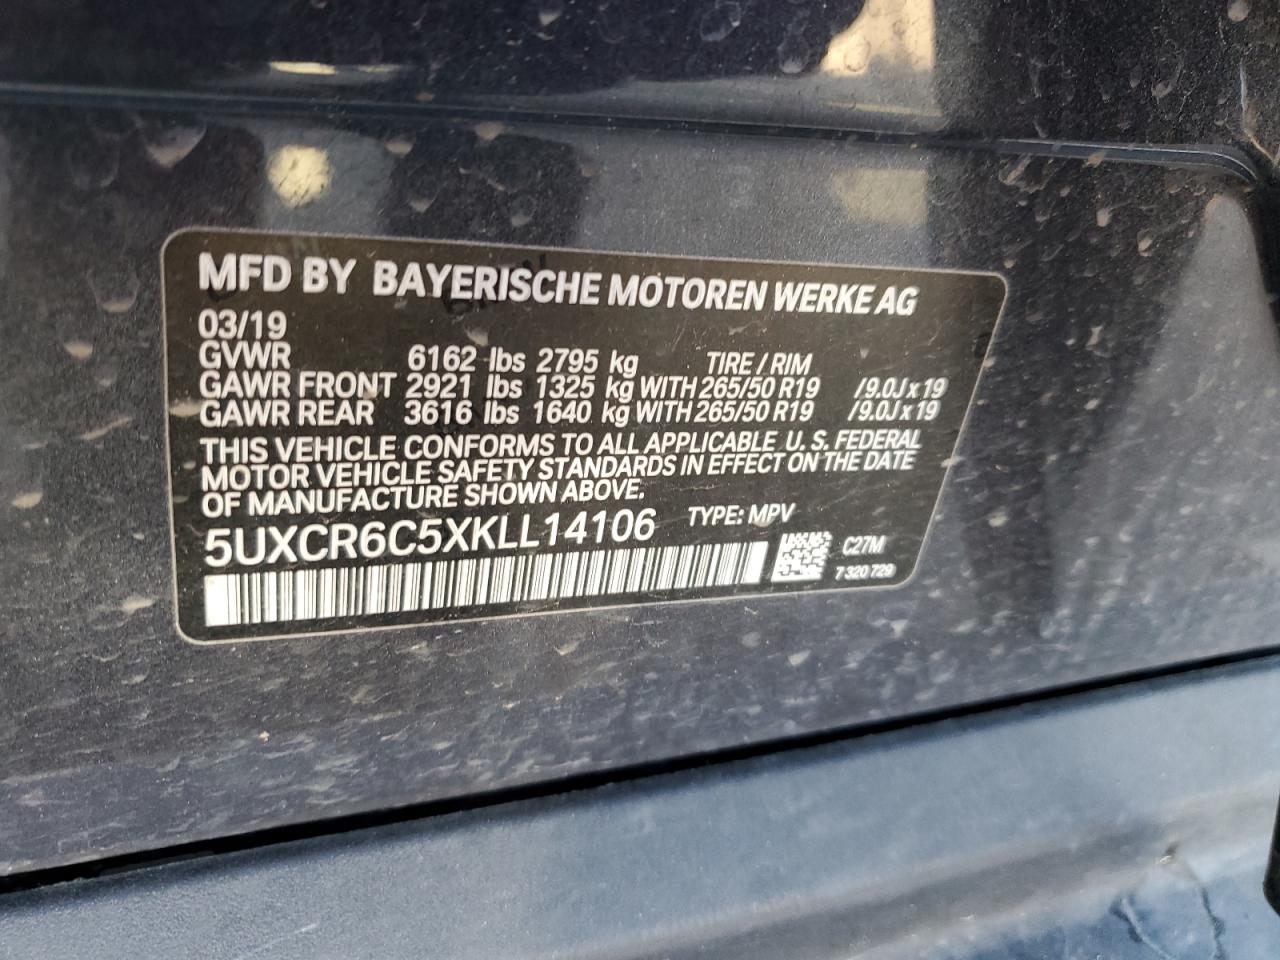 MFD BY BAYERISCHE MOTOREN WERKE AG
03/19
GVWR 6162 lbs 2795 kg TIRE / RIM
GAWR FRONT 2921 lbs 1325 kg WITH 265/50 R19 /9.0J x 19
GAWR REAR 3616 lbs 1640 kg WITH 265/50 R19 /9.0J x 19
THIS VEHICLE CONFORMS TO ALL APPLICABLE U. S. FEDERAL
MOTOR VEHICLE SAFETY STANDARDS IN EFFECT ON THE DATE
OF MANUFACTURE SHOWN ABOVE.
5UXCR6C5XKLL14106 TYPE: MPV
C27M
7 320 729